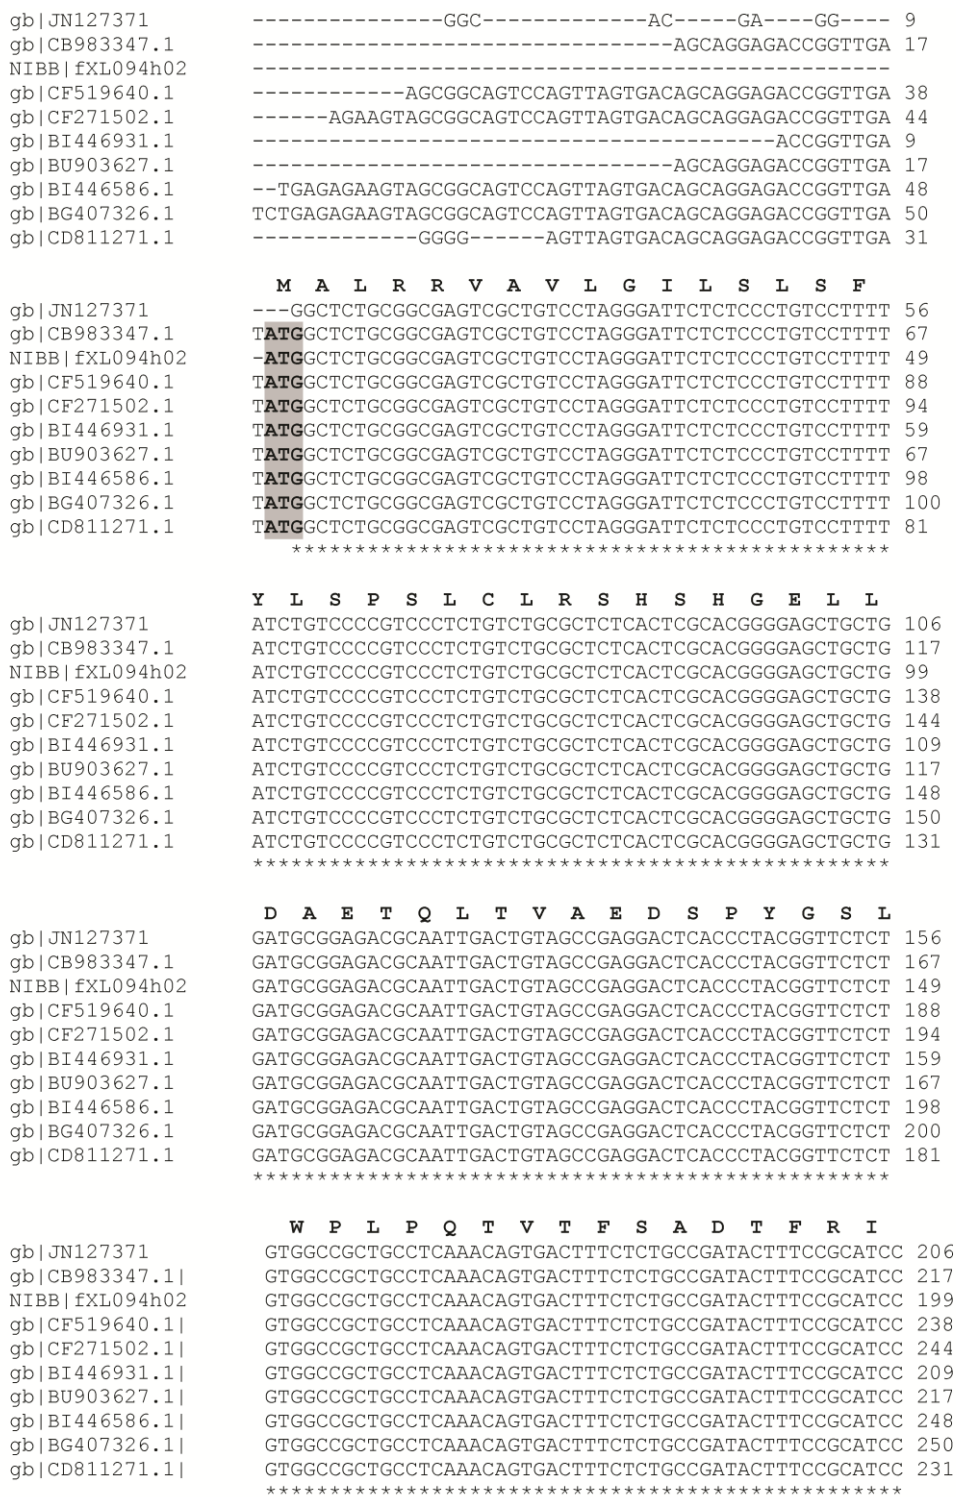 gb|JN127371 ---------------GGC-------------AC-----GA----GG---- 9
gb|CB983347.1 ---------------------------------AGCAGGAGACCGGTTGA 17
NIBB|fXL094h02 --------------------------------------------------
gb|CF519640.1 ------------AGCGGCAGTCCAGTTAGTGACAGCAGGAGACCGGTTGA 38
gb|CF271502.1 ------AGAAGTAGCGGCAGTCCAGTTAGTGACAGCAGGAGACCGGTTGA 44
gb|BI446931.1 -----------------------------------------ACCGGTTGA 9
gb|BU903627.1 ---------------------------------AGCAGGAGACCGGTTGA 17
gb|BI446586.1 --TGAGAGAAGTAGCGGCAGTCCAGTTAGTGACAGCAGGAGACCGGTTGA 48
gb|BG407326.1 TCTGAGAGAAGTAGCGGCAGTCCAGTTAGTGACAGCAGGAGACCGGTTGA 50
gb|CD811271.1 -------------GGGG------AGTTAGTGACAGCAGGAGACCGGTTGA 31
M A L R R V A V L G I L S L S F
gb|JN127371 ---GGCTCTGCGGCGAGTCGCTGTCCTAGGGATTCTCTCCCTGTCCTTTT 56
gb|CB983347.1 TATGGCTCTGCGGCGAGTCGCTGTCCTAGGGATTCTCTCCCTGTCCTTTT 67
NIBB|fXL094h02 -ATGGCTCTGCGGCGAGTCGCTGTCCTAGGGATTCTCTCCCTGTCCTTTT 49
gb|CF519640.1 TATGGCTCTGCGGCGAGTCGCTGTCCTAGGGATTCTCTCCCTGTCCTTTT 88
gb|CF271502.1 TATGGCTCTGCGGCGAGTCGCTGTCCTAGGGATTCTCTCCCTGTCCTTTT 94
gb|BI446931.1 TATGGCTCTGCGGCGAGTCGCTGTCCTAGGGATTCTCTCCCTGTCCTTTT 59
gb|BU903627.1 TATGGCTCTGCGGCGAGTCGCTGTCCTAGGGATTCTCTCCCTGTCCTTTT 67
gb|BI446586.1 TATGGCTCTGCGGCGAGTCGCTGTCCTAGGGATTCTCTCCCTGTCCTTTT 98
gb|BG407326.1 TATGGCTCTGCGGCGAGTCGCTGTCCTAGGGATTCTCTCCCTGTCCTTTT 100
gb|CD811271.1 TATGGCTCTGCGGCGAGTCGCTGTCCTAGGGATTCTCTCCCTGTCCTTTT 81
***********************************************
Y L S P S L C L R S H S H G E L L
gb|JN127371 ATCTGTCCCCGTCCCTCTGTCTGCGCTCTCACTCGCACGGGGAGCTGCTG 106
gb|CB983347.1 ATCTGTCCCCGTCCCTCTGTCTGCGCTCTCACTCGCACGGGGAGCTGCTG 117
NIBB|fXL094h02 ATCTGTCCCCGTCCCTCTGTCTGCGCTCTCACTCGCACGGGGAGCTGCTG 99
gb|CF519640.1 ATCTGTCCCCGTCCCTCTGTCTGCGCTCTCACTCGCACGGGGAGCTGCTG 138
gb|CF271502.1 ATCTGTCCCCGTCCCTCTGTCTGCGCTCTCACTCGCACGGGGAGCTGCTG 144
gb|BI446931.1 ATCTGTCCCCGTCCCTCTGTCTGCGCTCTCACTCGCACGGGGAGCTGCTG 109
gb|BU903627.1 ATCTGTCCCCGTCCCTCTGTCTGCGCTCTCACTCGCACGGGGAGCTGCTG 117
gb|BI446586.1 ATCTGTCCCCGTCCCTCTGTCTGCGCTCTCACTCGCACGGGGAGCTGCTG 148
gb|BG407326.1 ATCTGTCCCCGTCCCTCTGTCTGCGCTCTCACTCGCACGGGGAGCTGCTG 150
gb|CD811271.1 ATCTGTCCCCGTCCCTCTGTCTGCGCTCTCACTCGCACGGGGAGCTGCTG 131
**************************************************
D A E T Q L T V A E D S P Y G S L
gb|JN127371 GATGCGGAGACGCAATTGACTGTAGCCGAGGACTCACCCTACGGTTCTCT 156
gb|CB983347.1 GATGCGGAGACGCAATTGACTGTAGCCGAGGACTCACCCTACGGTTCTCT 167
NIBB|fXL094h02 GATGCGGAGACGCAATTGACTGTAGCCGAGGACTCACCCTACGGTTCTCT 149
gb|CF519640.1 GATGCGGAGACGCAATTGACTGTAGCCGAGGACTCACCCTACGGTTCTCT 188
gb|CF271502.1 GATGCGGAGACGCAATTGACTGTAGCCGAGGACTCACCCTACGGTTCTCT 194
gb|BI446931.1 GATGCGGAGACGCAATTGACTGTAGCCGAGGACTCACCCTACGGTTCTCT 159
gb|BU903627.1 GATGCGGAGACGCAATTGACTGTAGCCGAGGACTCACCCTACGGTTCTCT 167
gb|BI446586.1 GATGCGGAGACGCAATTGACTGTAGCCGAGGACTCACCCTACGGTTCTCT 198
gb|BG407326.1 GATGCGGAGACGCAATTGACTGTAGCCGAGGACTCACCCTACGGTTCTCT 200
gb|CD811271.1 GATGCGGAGACGCAATTGACTGTAGCCGAGGACTCACCCTACGGTTCTCT 181
**************************************************
W P L P Q T V T F S A D T F R I
gb|JN127371 GTGGCCGCTGCCTCAAACAGTGACTTTCTCTGCCGATACTTTCCGCATCC 206
gb|CB983347.1| GTGGCCGCTGCCTCAAACAGTGACTTTCTCTGCCGATACTTTCCGCATCC 217
NIBB|fXL094h02 GTGGCCGCTGCCTCAAACAGTGACTTTCTCTGCCGATACTTTCCGCATCC 199
gb|CF519640.1| GTGGCCGCTGCCTCAAACAGTGACTTTCTCTGCCGATACTTTCCGCATCC 238
gb|CF271502.1| GTGGCCGCTGCCTCAAACAGTGACTTTCTCTGCCGATACTTTCCGCATCC 244
gb|BI446931.1| GTGGCCGCTGCCTCAAACAGTGACTTTCTCTGCCGATACTTTCCGCATCC 209
gb|BU903627.1| GTGGCCGCTGCCTCAAACAGTGACTTTCTCTGCCGATACTTTCCGCATCC 217
gb|BI446586.1| GTGGCCGCTGCCTCAAACAGTGACTTTCTCTGCCGATACTTTCCGCATCC 248
gb|BG407326.1| GTGGCCGCTGCCTCAAACAGTGACTTTCTCTGCCGATACTTTCCGCATCC 250
gb|CD811271.1| GTGGCCGCTGCCTCAAACAGTGACTTTCTCTGCCGATACTTTCCGCATCC 231
**************************************************